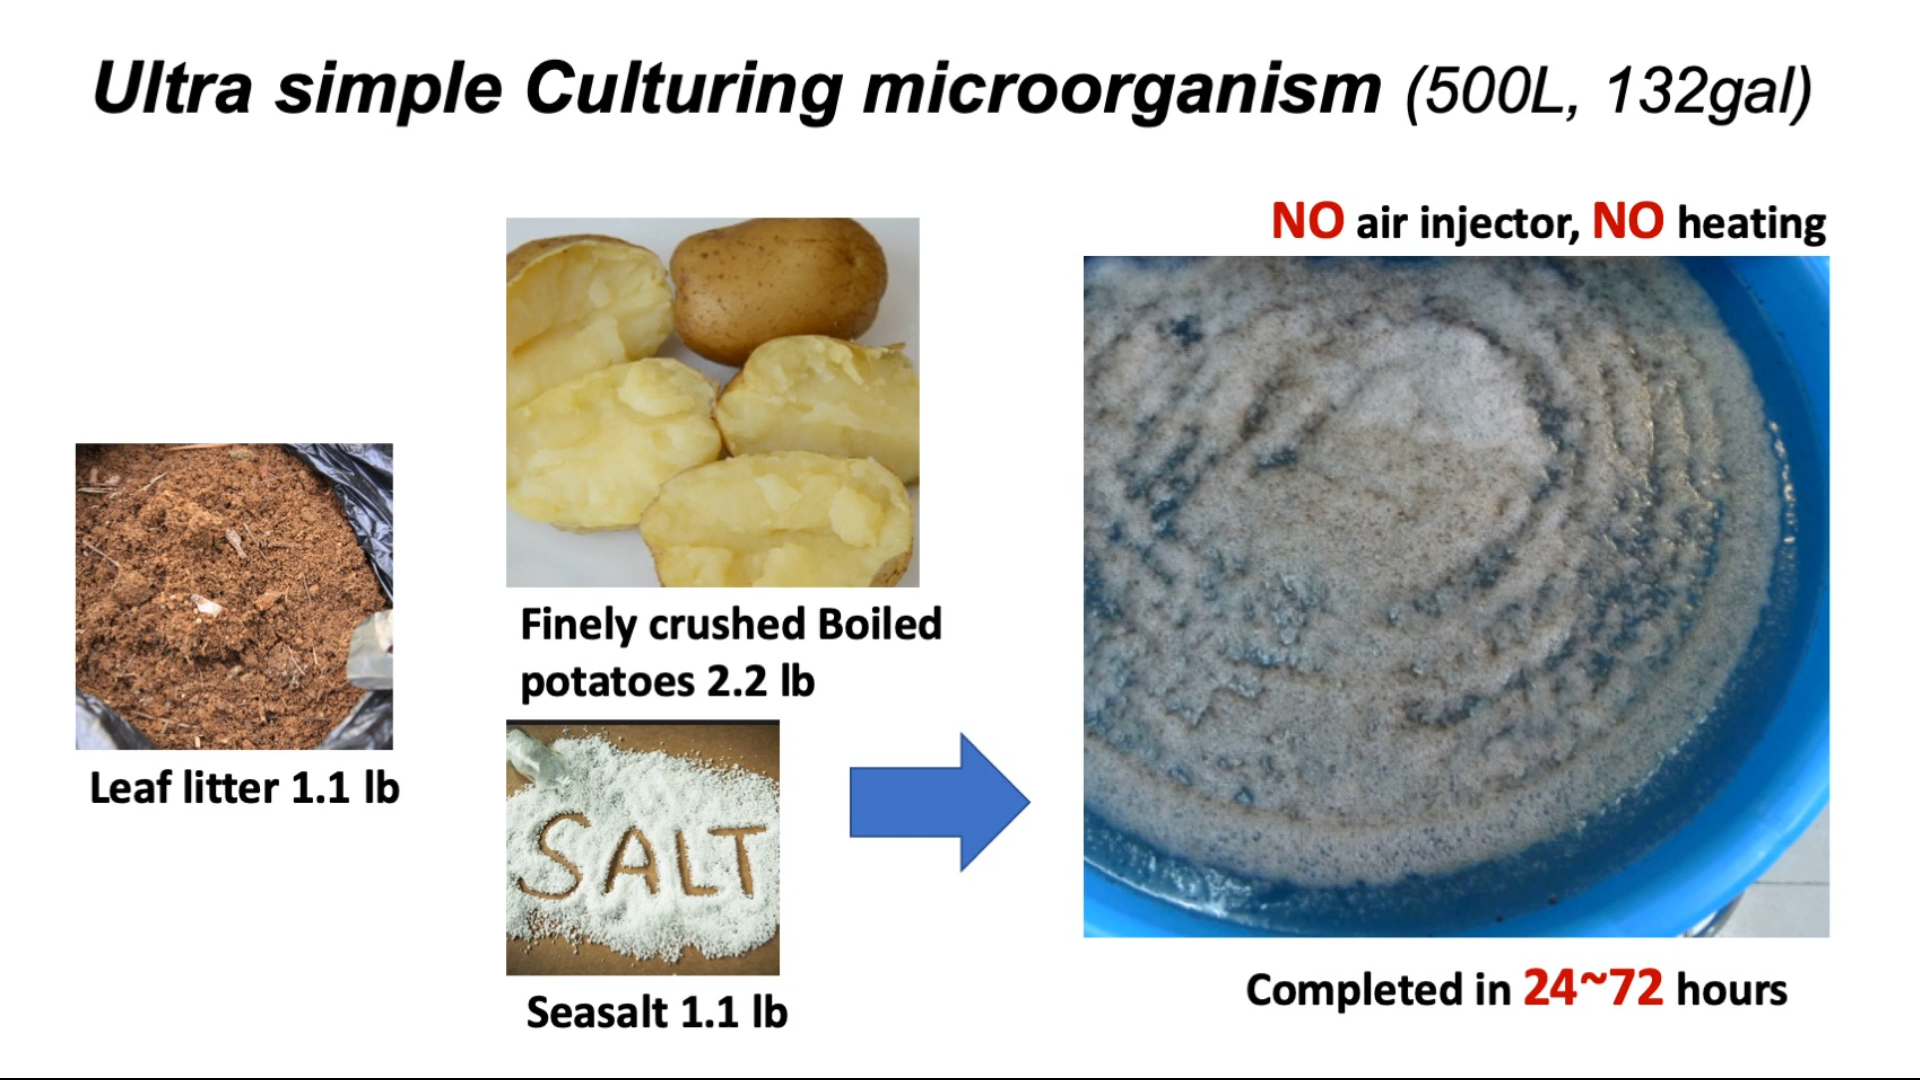 Ultra simple Culturing microorganism (500L, 132gal)
NO air injector, NO heating
Finely crushed Boiled
potatoes 2.2 lb
Leaf litter 1.1 lb
SALT
Seasalt 1.1 lb
Completed in 24~72 hours